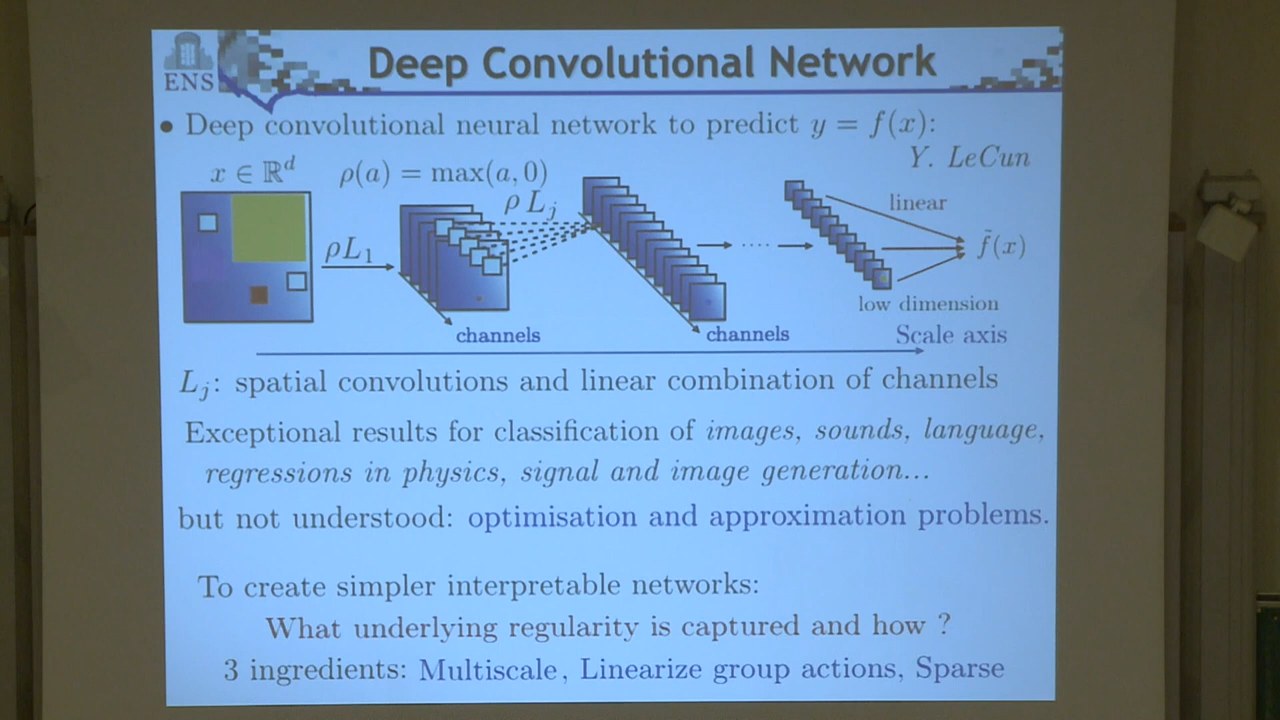 ENS
Deep Convolutional Network
• Deep convolutional neural network to predict y = f(x):
Y. LeCun
x ∈ ℝᵈ
ρ(a) = max(a, 0)
ρ L_j
ρL₁
linear
f̃(x)
low dimension
channels
channels
Scale axis
L_j: spatial convolutions and linear combination of channels
Exceptional results for classification of images, sounds, language,
regressions in physics, signal and image generation...
but not understood: optimisation and approximation problems.
To create simpler interpretable networks:
What underlying regularity is captured and how ?
3 ingredients: Multiscale, Linearize group actions, Sparse